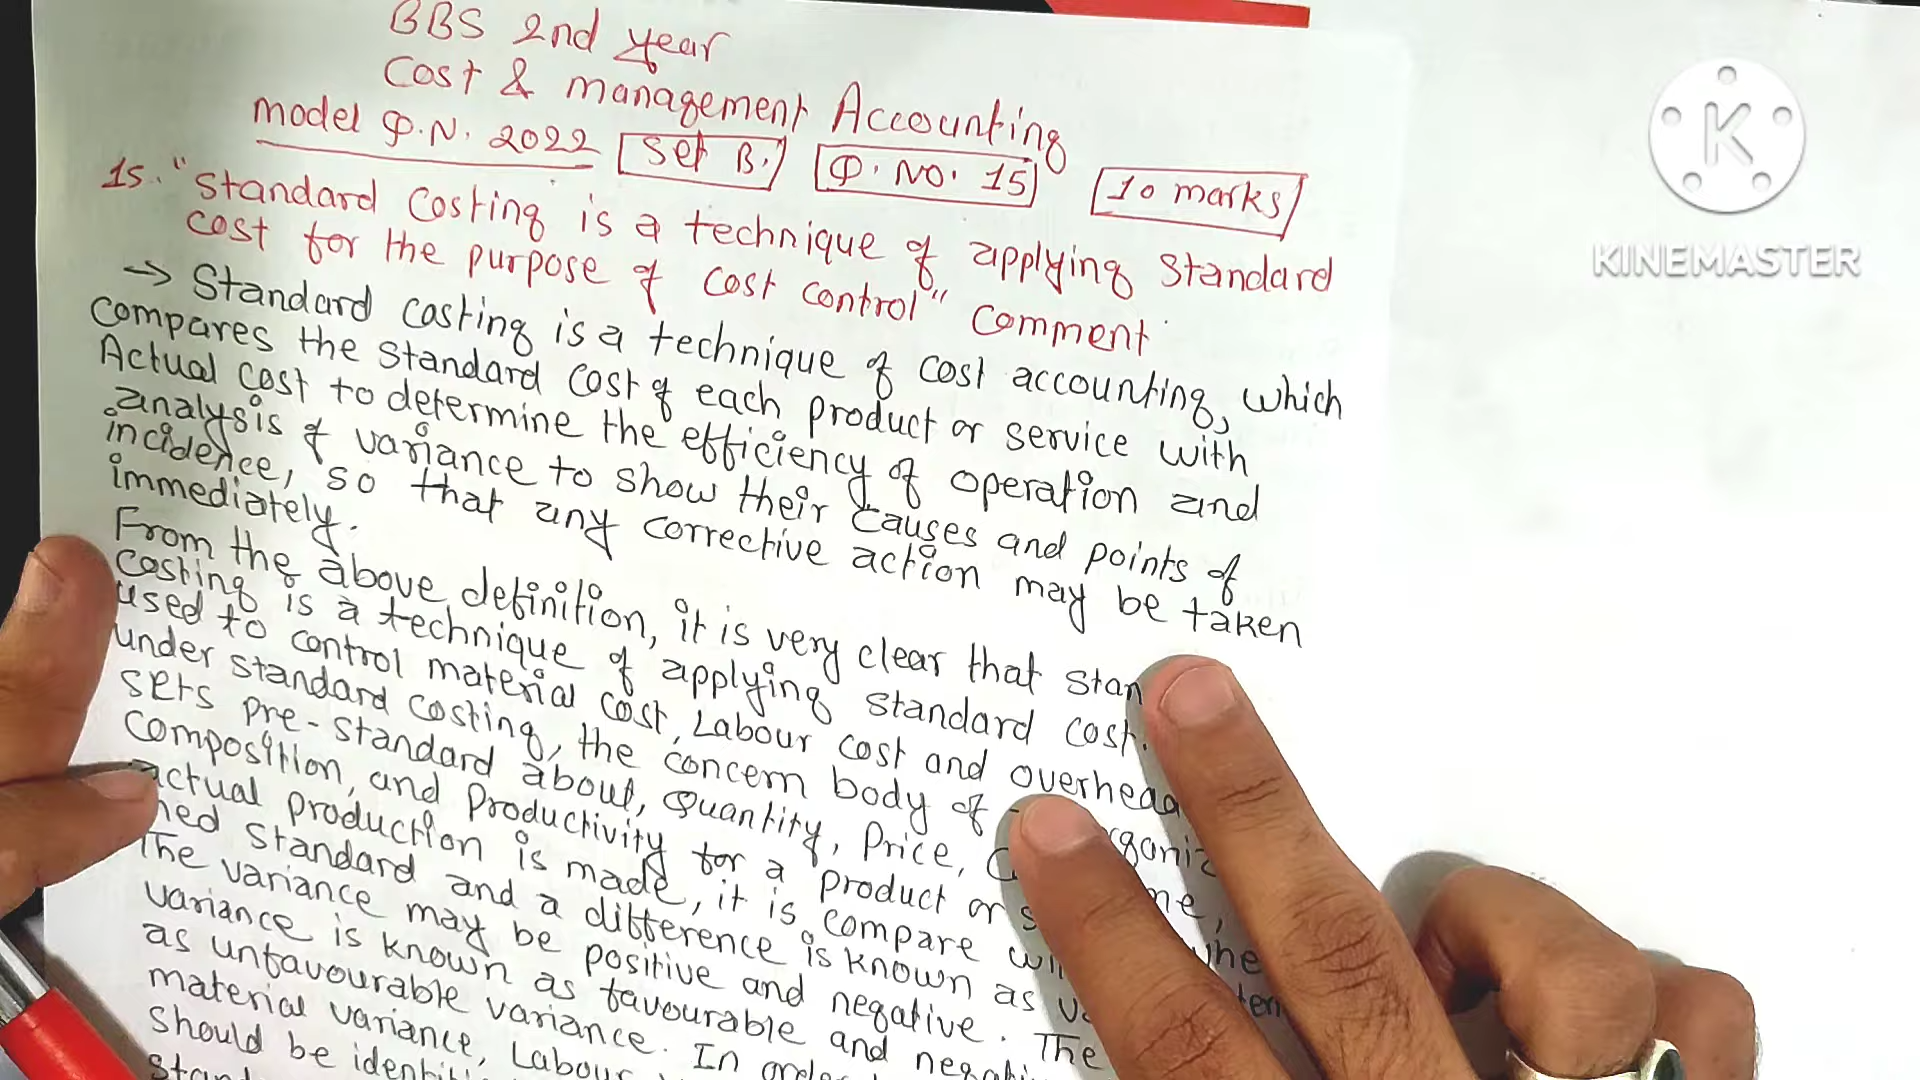 BBS 2nd year
Cost & management Accounting
model Q.N. 2022 Set B. Q. NO. 15 10 marks
15. "Standard Costing is a technique of applying Standard
cost for the purpose of cost control" comment.
→ Standard costing is a technique of cost accounting, which
compares the standard cost of each product or service with
Actual cost to determine the efficiency of operation and
analysis of variance to show their causes and points of
incidence, so that any corrective action may be taken
immediately.
From the above definition, it is very clear that stan
costing is a technique of applying standard cost.
used to control material cost, Labour cost and overhead
under standard costing, the concern body of
sets pre-standard about, quantity, Price,
composition, and Productivity for a product or
actual production is made, it is compare
standard and a difference is known as
The variance may be positive and negative. The
variance is known as favourable and
as unfavourable variance. In
material variance, Labour
should be
KINEMASTER